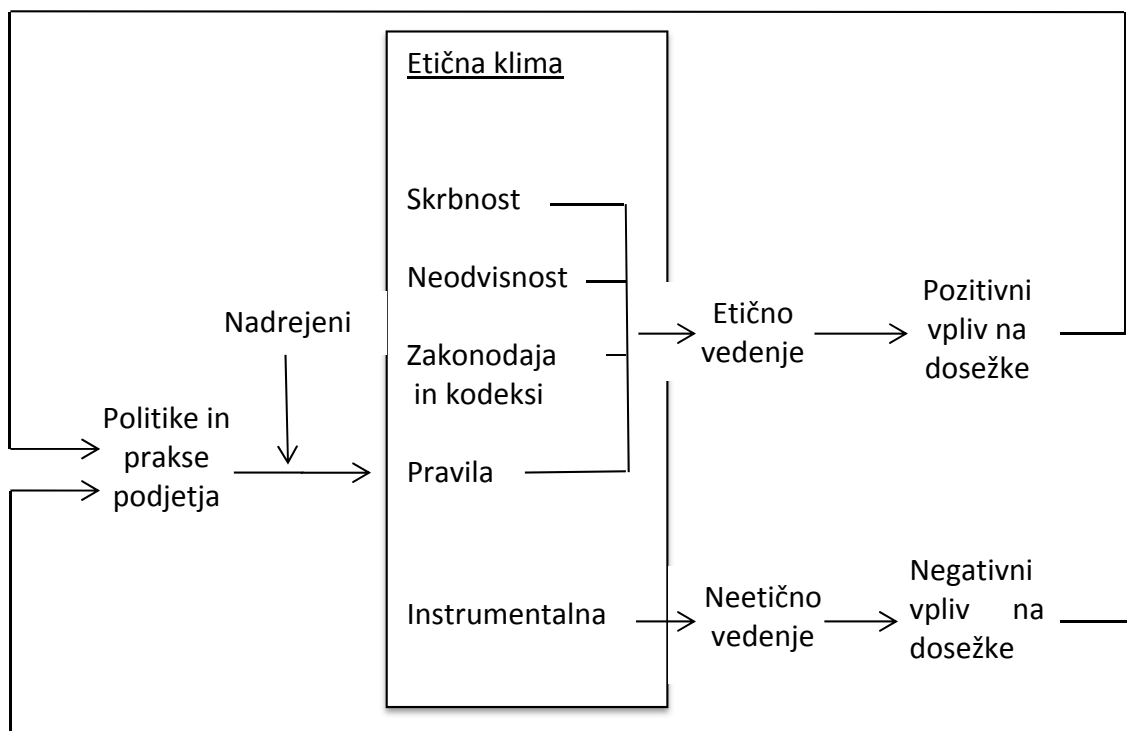 Etična klima
Skrbnost
Neodvisnost
Zakonodaja
in kodeksi
Pravila
Instrumentalna
Nadrejeni
Politike in
prakse
podjetja
Etično
vedenje
Pozitivni
vpliv na
dosežke
Neetično
vedenje
Negativni
vpliv na
dosežke